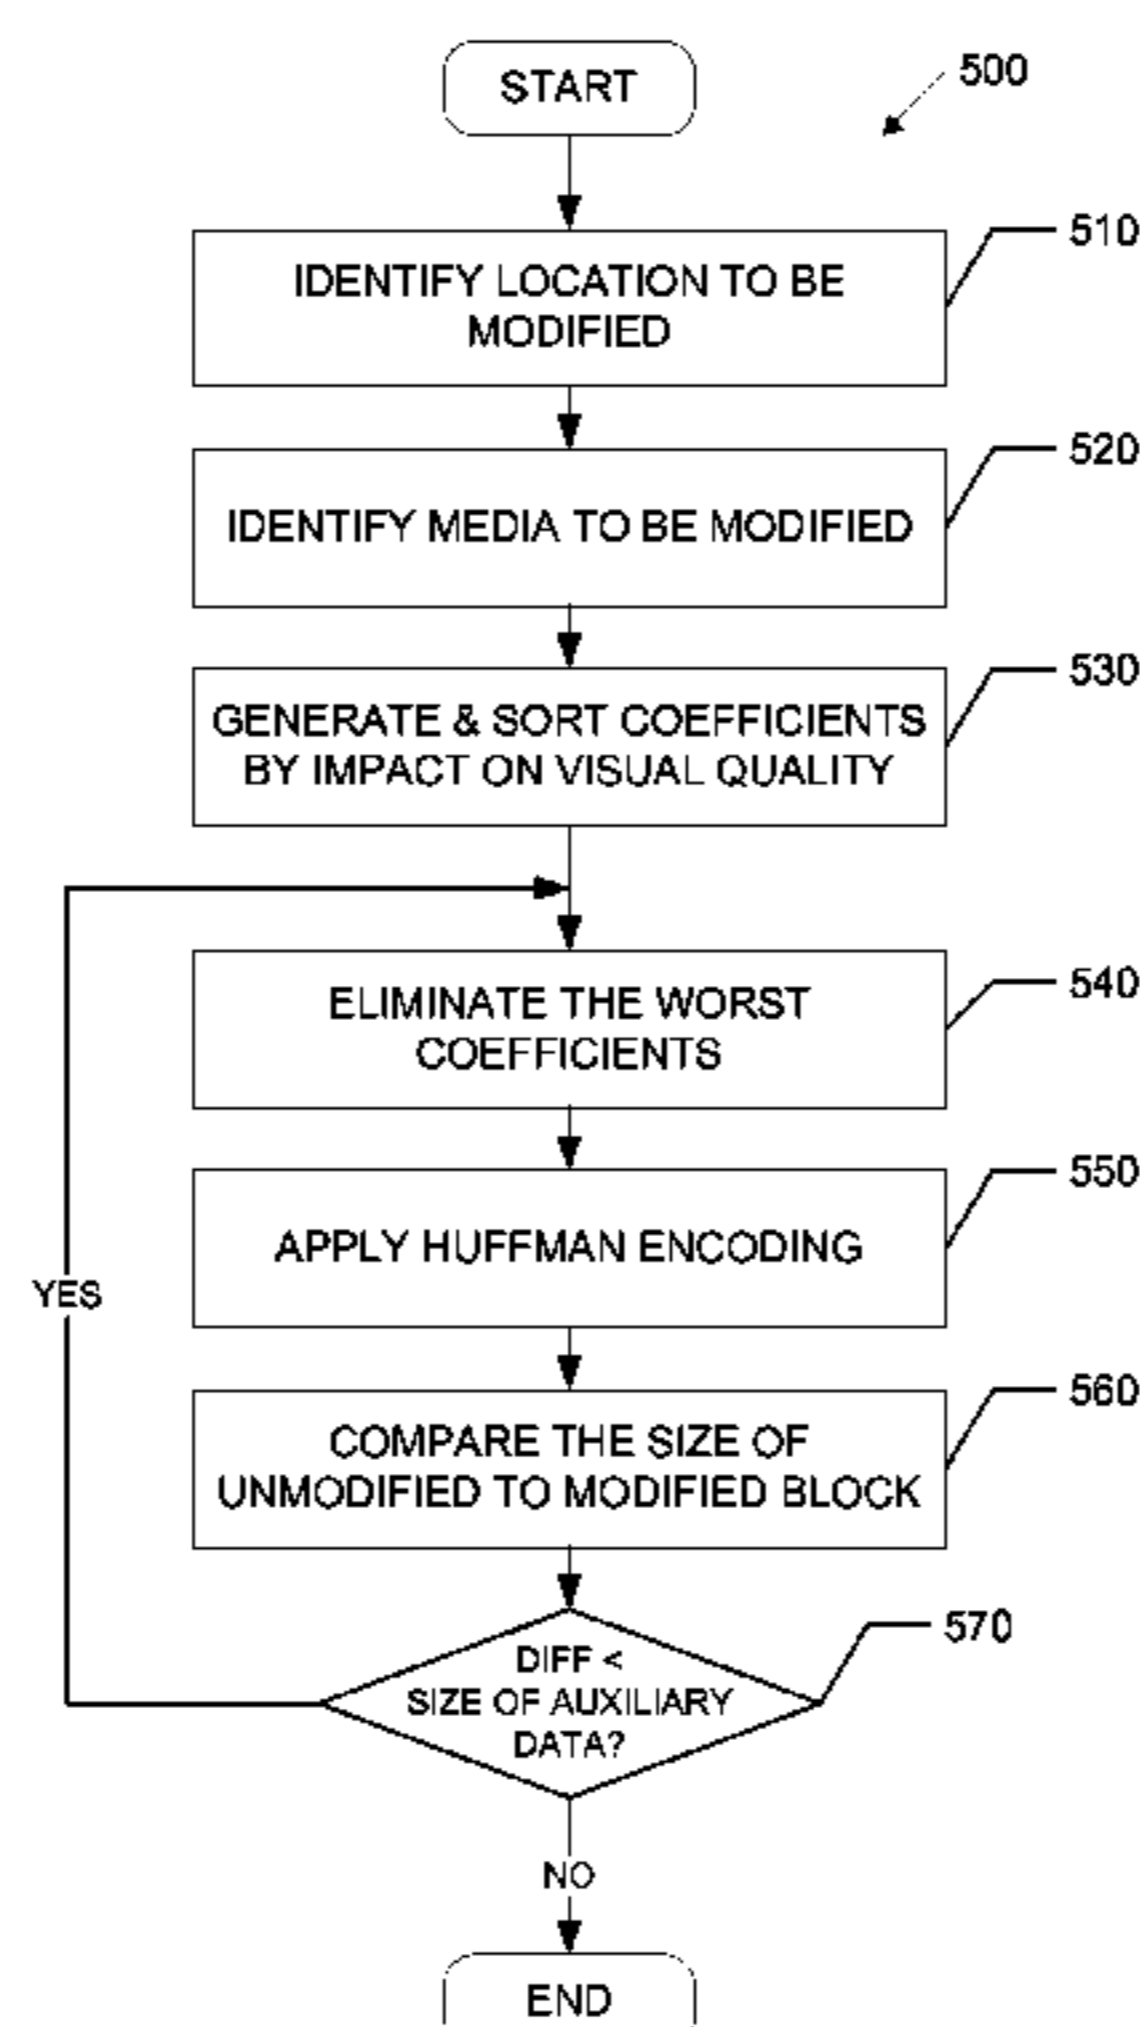 START
500
510
IDENTIFY LOCATION TO BE
MODIFIED
520
IDENTIFY MEDIA TO BE MODIFIED
530
GENERATE & SORT COEFFICIENTS
BY IMPACT ON VISUAL QUALITY
540
ELIMINATE THE WORST
COEFFICIENTS
550
APPLY HUFFMAN ENCODING
YES
560
COMPARE THE SIZE OF
UNMODIFIED TO MODIFIED BLOCK
570
DIFF <
SIZE OF AUXILIARY
DATA?
NO
END